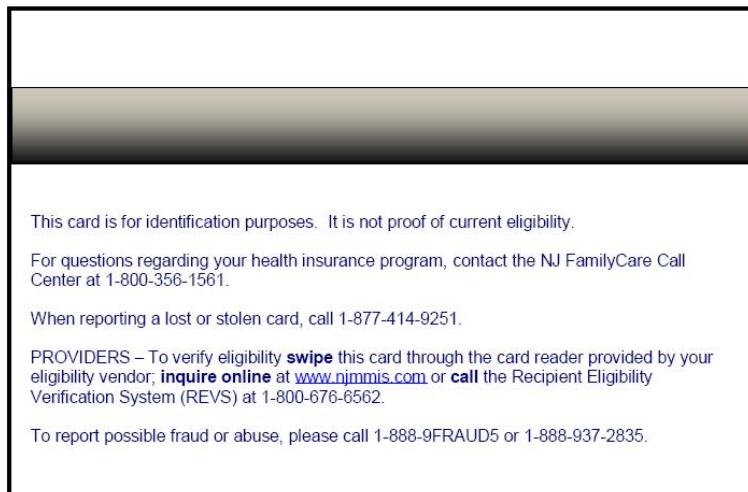 This card is for identification purposes.  It is not proof of current eligibility.
For questions regarding your health insurance program, contact the NJ FamilyCare Call
Center at 1-800-356-1561.
When reporting a lost or stolen card, call 1-877-414-9251.
PROVIDERS – To verify eligibility swipe this card through the card reader provided by your
eligibility vendor; inquire online at www.njmmis.com or call the Recipient Eligibility
Verification System (REVS) at 1-800-676-6562.
To report possible fraud or abuse, please call 1-888-9FRAUD5 or 1-888-937-2835.